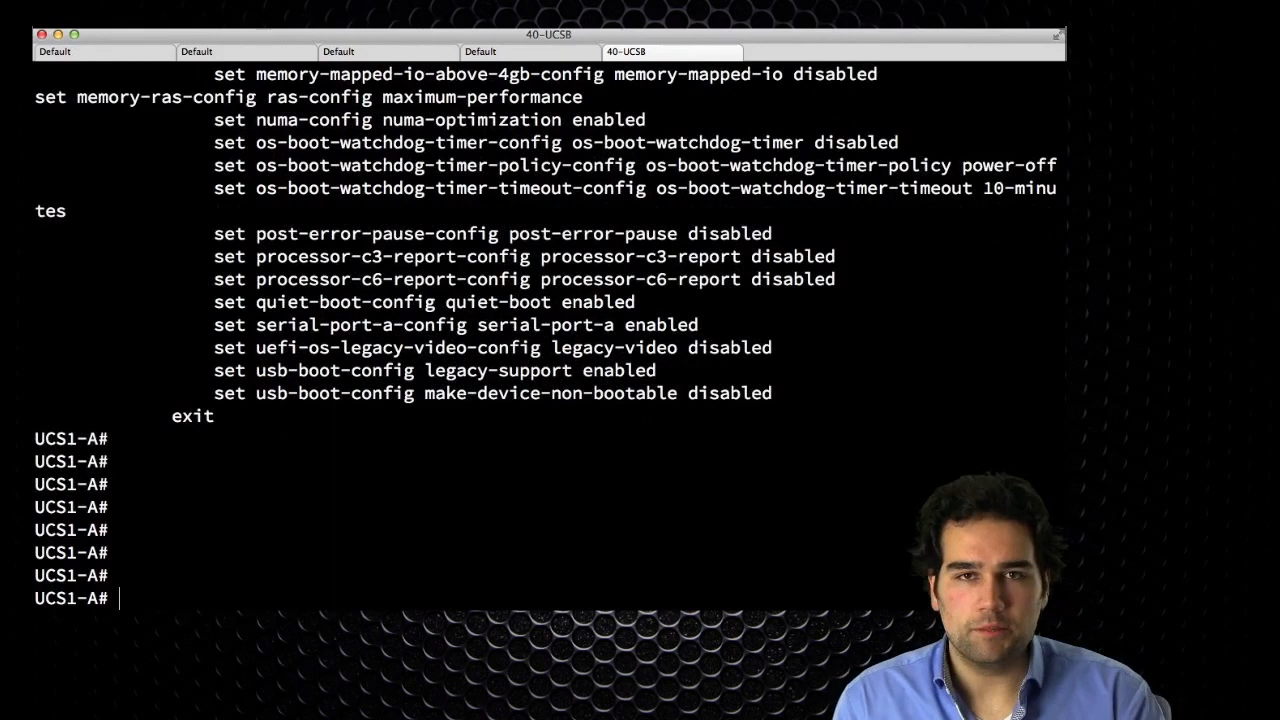 40-UCSB
Default Default Default Default 40-UCSB
set memory-mapped-io-above-4gb-config memory-mapped-io disabled
set memory-ras-config ras-config maximum-performance
set numa-config numa-optimization enabled
set os-boot-watchdog-timer-config os-boot-watchdog-timer disabled
set os-boot-watchdog-timer-policy-config os-boot-watchdog-timer-policy power-off
set os-boot-watchdog-timer-timeout-config os-boot-watchdog-timer-timeout 10-minu
tes
set post-error-pause-config post-error-pause disabled
set processor-c3-report-config processor-c3-report disabled
set processor-c6-report-config processor-c6-report disabled
set quiet-boot-config quiet-boot enabled
set serial-port-a-config serial-port-a enabled
set uefi-os-legacy-video-config legacy-video disabled
set usb-boot-config legacy-support enabled
set usb-boot-config make-device-non-bootable disabled
exit
UCS1-A#
UCS1-A#
UCS1-A#
UCS1-A#
UCS1-A#
UCS1-A#
UCS1-A#
UCS1-A#